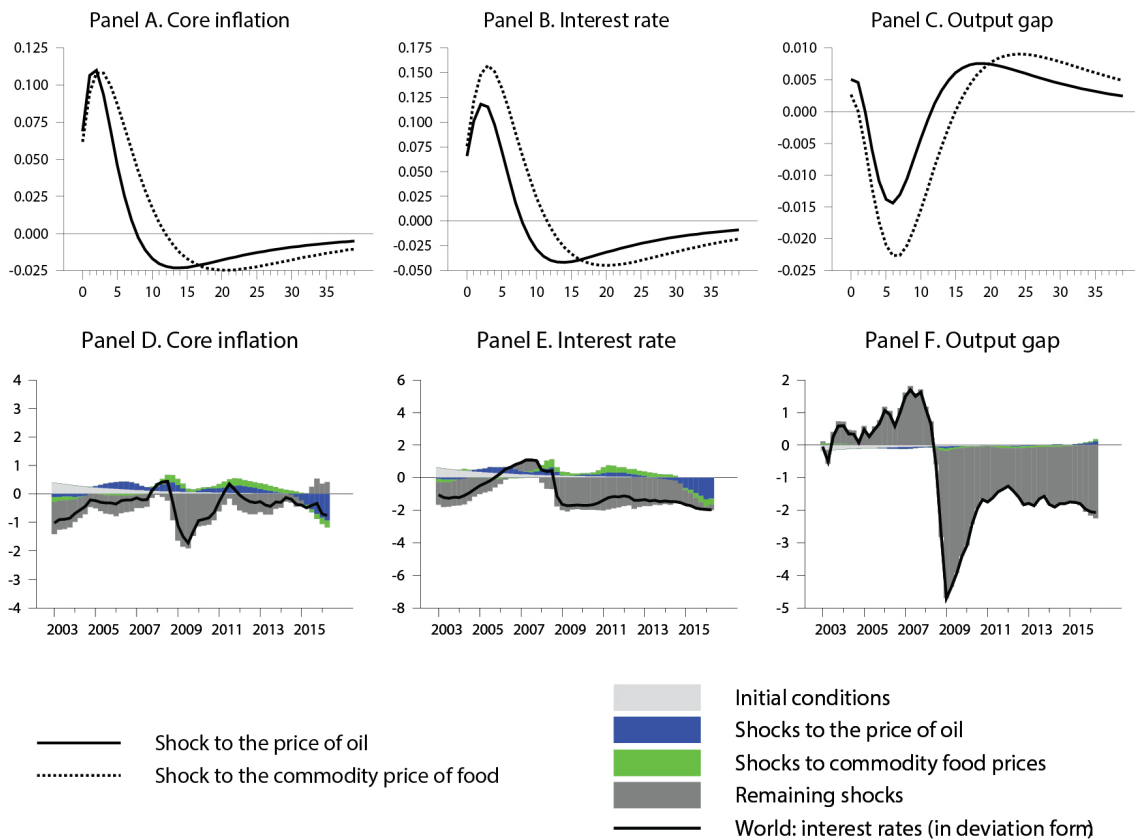 Panel A. Core inflation
Panel B. Interest rate
Panel C. Output gap
0.125
0.100
0.075
0.050
0.025
0.000
-0.025
0 5 10 15 20 25 30 35
0.175
0.150
0.125
0.100
0.075
0.050
0.025
0.000
-0.025
-0.050
0 5 10 15 20 25 30 35
0.010
0.005
0.000
-0.005
-0.010
-0.015
-0.020
-0.025
0 5 10 15 20 25 30 35
Panel D. Core inflation
Panel E. Interest rate
Panel F. Output gap
4
3
2
1
0
-1
-2
-3
-4
2003 2005 2007 2009 2011 2013 2015
6
4
2
0
-2
-4
-6
-8
2003 2005 2007 2009 2011 2013 2015
2
1
0
-1
-2
-3
-4
-5
2003 2005 2007 2009 2011 2013 2015
Shock to the price of oil
Shock to the commodity price of food
Initial conditions
Shocks to the price of oil
Shocks to commodity food prices
Remaining shocks
World: interest rates (in deviation form)